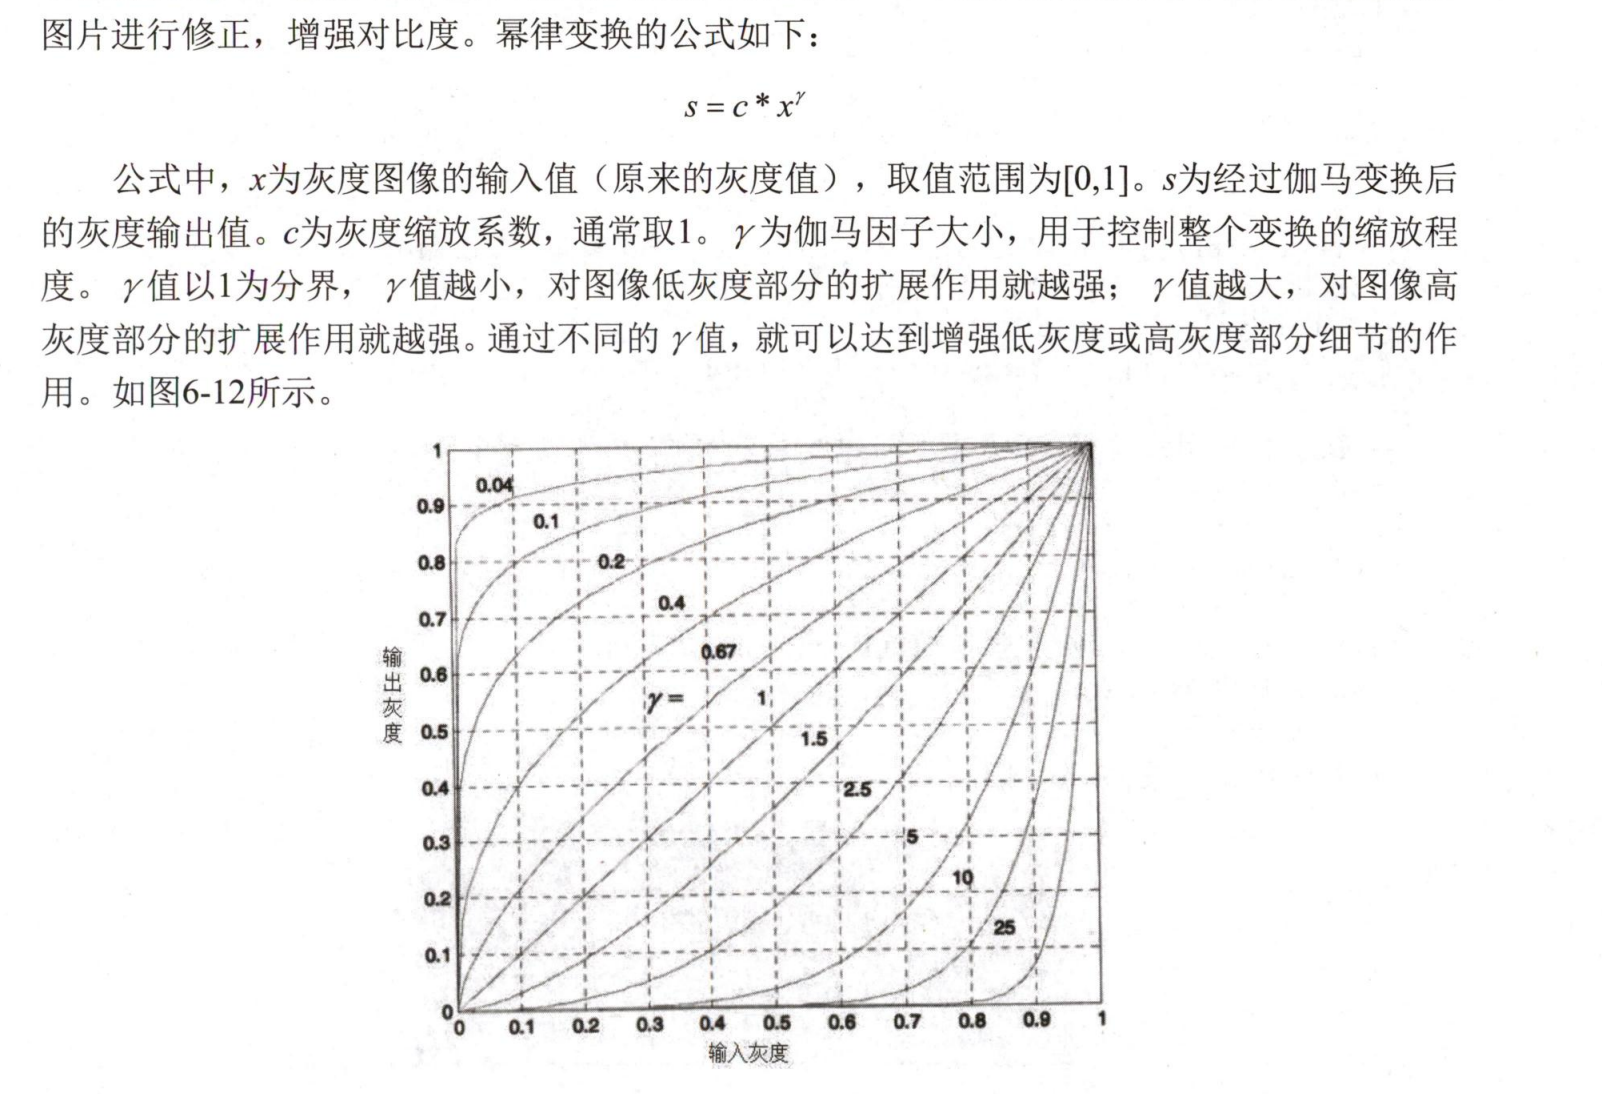 图片进行修正，增强对比度。幂律变换的公式如下：
s = c * x^γ
公式中，x为灰度图像的输入值（原来的灰度值），取值范围为[0,1]。s为经过伽马变换后
的灰度输出值。c为灰度缩放系数，通常取1。γ为伽马因子大小，用于控制整个变换的缩放程
度。γ值以1为分界，γ值越小，对图像低灰度部分的扩展作用就越强；γ值越大，对图像高
灰度部分的扩展作用就越强。通过不同的γ值，就可以达到增强低灰度或高灰度部分细节的作
用。如图6-12所示。
1
0.04
0.9
0.1
0.8
0.2
0.7
0.4
0.67
0.6
γ =
1
输出灰度
0.5
1.5
0.4
2.5
0.3
5
10
0.2
25
0.1
0
0 0.1 0.2 0.3 0.4 0.5 0.6 0.7 0.8 0.9 1
输入灰度